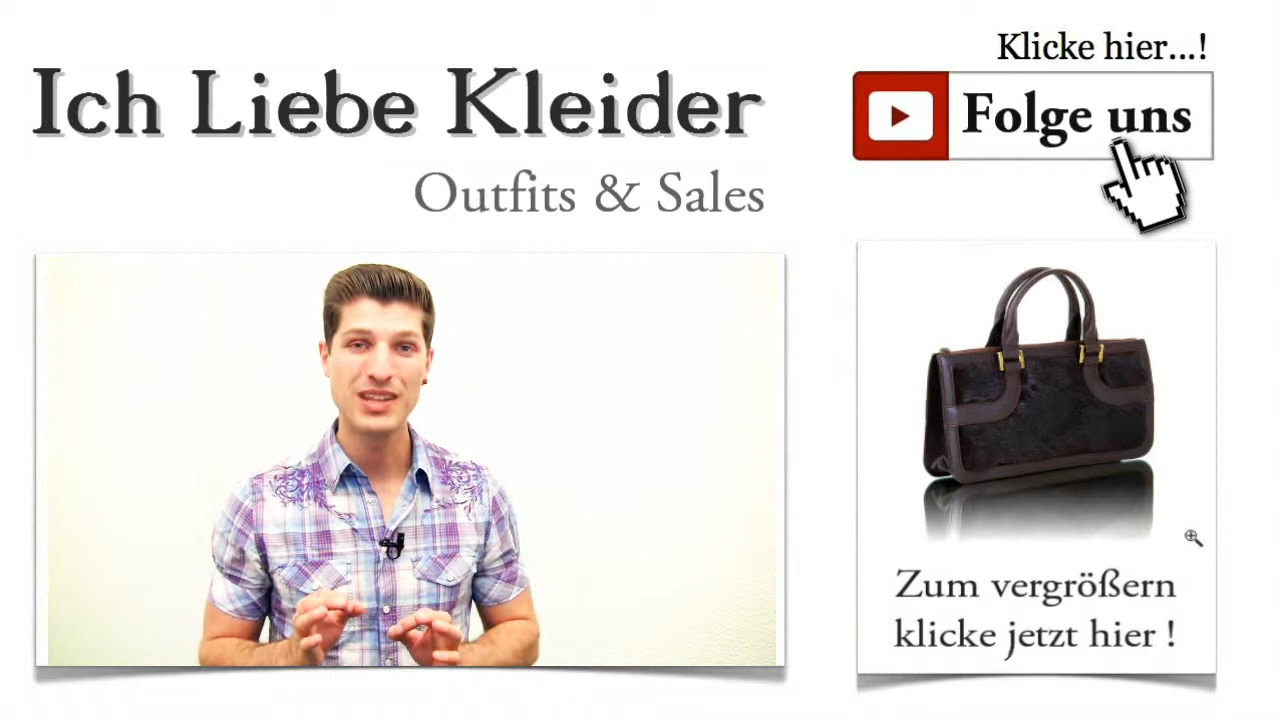 Ich Liebe Kleider
Outfits & Sales
Klicke hier...!
Folge uns
Zum vergrößern
klicke jetzt hier !